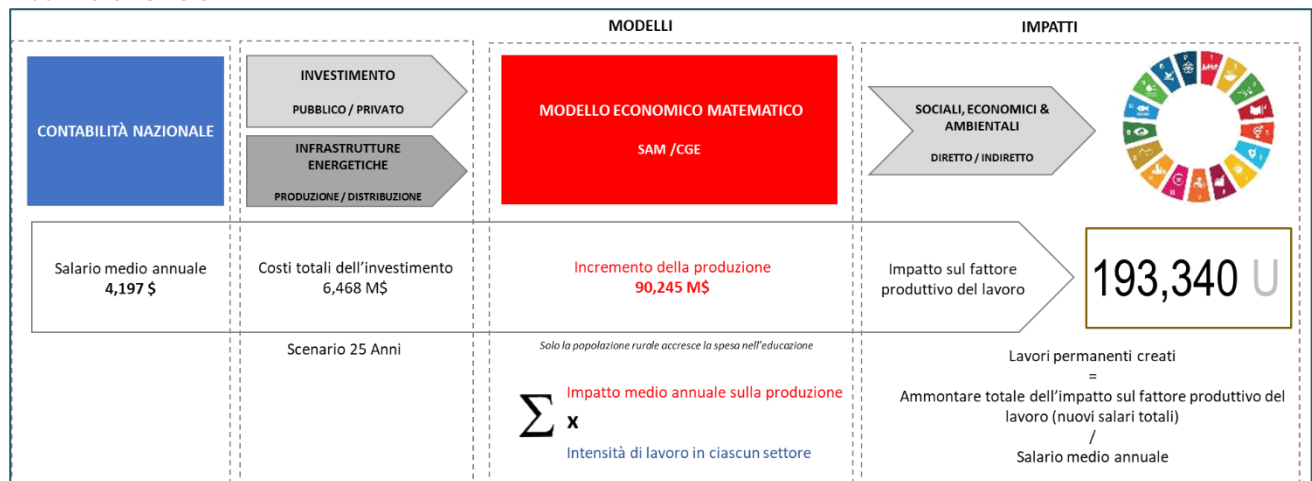 MODELLI
IMPATTI
CONTABILITÀ NAZIONALE
INVESTIMENTO
PUBBLICO / PRIVATO
INFRASTRUTTURE
ENERGETICHE
PRODUZIONE / DISTRIBUZIONE
MODELLO ECONOMICO MATEMATICO
SAM /CGE
SOCIALI, ECONOMICI &
AMBIENTALI
DIRETTO / INDIRETTO
Salario medio annuale
4,197 $
Costi totali dell'investimento
6,468 M$
Incremento della produzione
90,245 M$
Impatto sul fattore
produttivo del lavoro
193,340 U
Scenario 25 Anni
Solo la popolazione rurale accresce la spesa nell'educazione
∑
Impatto medio annuale sulla produzione
x
Intensità di lavoro in ciascun settore
Lavori permanenti creati
=
Ammontare totale dell'impatto sul fattore produttivo del
lavoro (nuovi salari totali)
/
Salario medio annuale